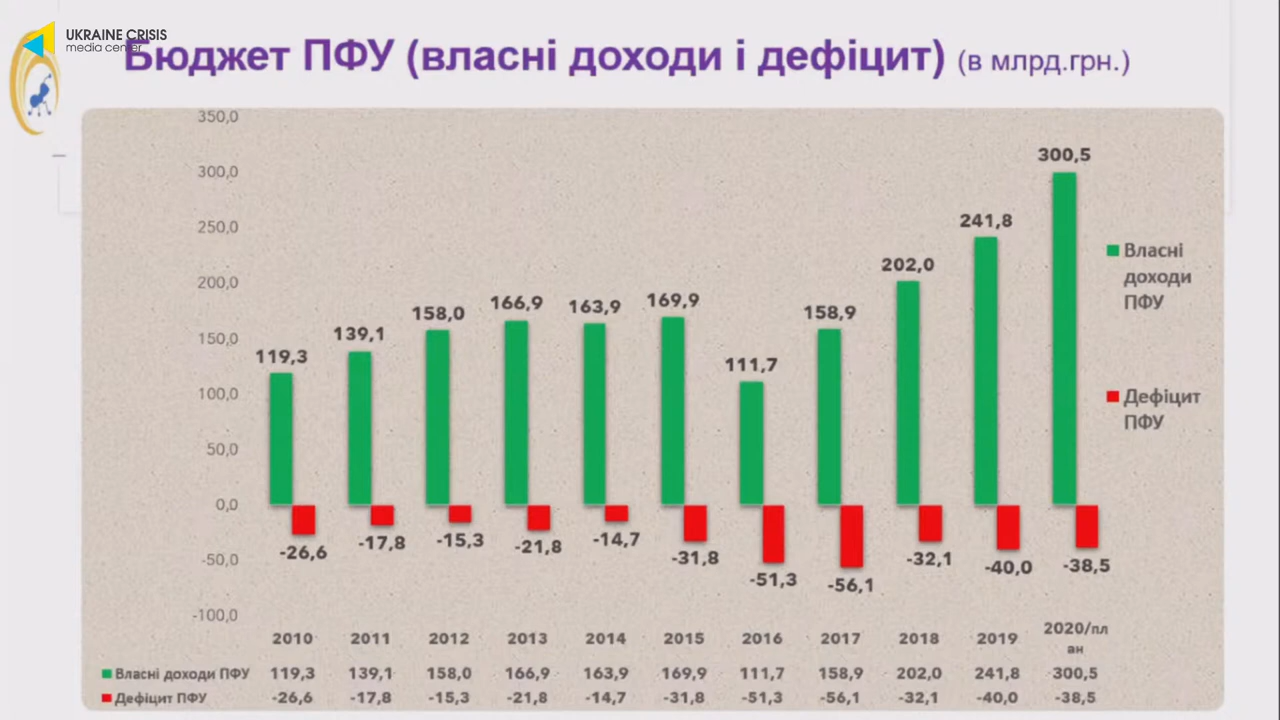 UKRAINE CRISIS
media center
Бюджет ПФУ (власні доходи і дефіцит) (в млрд.грн.)
350,0
300,0
250,0
200,0
150,0
100,0
50,0
0,0
-50,0
-100,0
119,3
139,1
158,0
166,9
163,9
169,9
111,7
158,9
202,0
241,8
300,5
-26,6
-17,8
-15,3
-21,8
-14,7
-31,8
-51,3
-56,1
-32,1
-40,0
-38,5
Власні
доходи
ПФУ
Дефіцит
ПФУ
2010 2011 2012 2013 2014 2015 2016 2017 2018 2019 2020/пл
ан
Власні доходи ПФУ 119,3 139,1 158,0 166,9 163,9 169,9 111,7 158,9 202,0 241,8 300,5
Дефіцит ПФУ -26,6 -17,8 -15,3 -21,8 -14,7 -31,8 -51,3 -56,1 -32,1 -40,0 -38,5